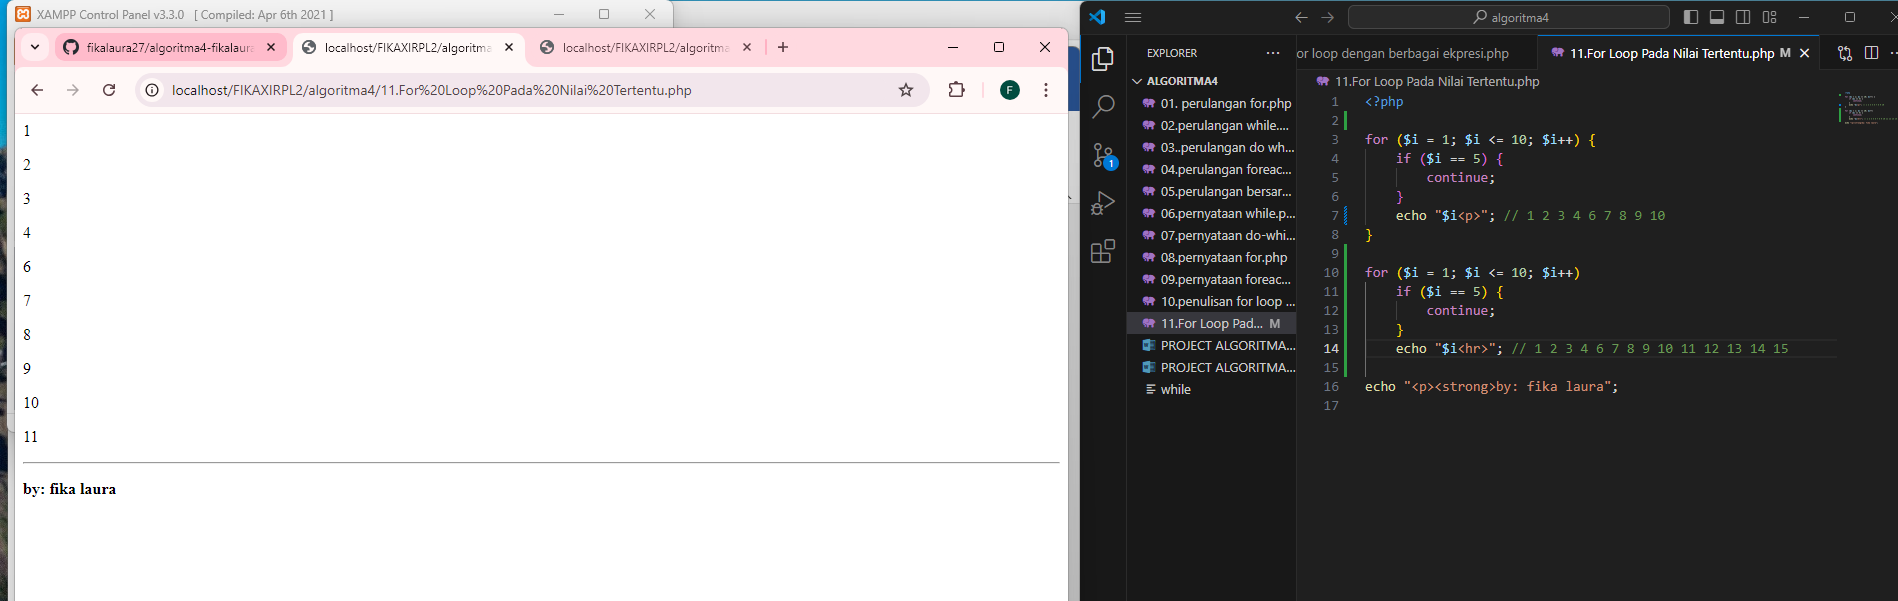 XAMPP Control Panel v3.3.0 [ Compiled: Apr 6th 2021 ]
fikalaura27/algoritma4-fikalaura
localhost/FIKAXIRPL2/algoritma
localhost/FIKAXIRPL2/algoritma
localhost/FIKAXIRPL2/algoritma4/11.For%20Loop%20Pada%20Nilai%20Tertentu.php
F
1
2
3
4
6
7
8
9
10
11
by: fika laura
algoritma4
EXPLORER
ALGORITMA4
01. perulangan for.php
02.perulangan while....
03..perulangan do wh...
04.perulangan foreac...
05.perulangan bersar...
06.pernyataan while.p...
07.pernyataan do-whi...
08.pernyataan for.php
09.pernyataan foreac...
10.penulisan for loop ...
11.For Loop Pad... M
PROJECT ALGORITMA...
PROJECT ALGORITMA...
while
1
or loop dengan berbagai ekpresi.php
11.For Loop Pada Nilai Tertentu.php M
11.For Loop Pada Nilai Tertentu.php
1 <?php
2
3 for ($i = 1; $i <= 10; $i++) {
4 if ($i == 5) {
5 continue;
6 }
7 echo "$i<p>"; // 1 2 3 4 6 7 8 9 10
8 }
9
10 for ($i = 1; $i <= 10; $i++)
11 if ($i == 5) {
12 continue;
13 }
14 echo "$i<hr>"; // 1 2 3 4 6 7 8 9 10 11 12 13 14 15
15
16 echo "<p><strong>by: fika laura";
17